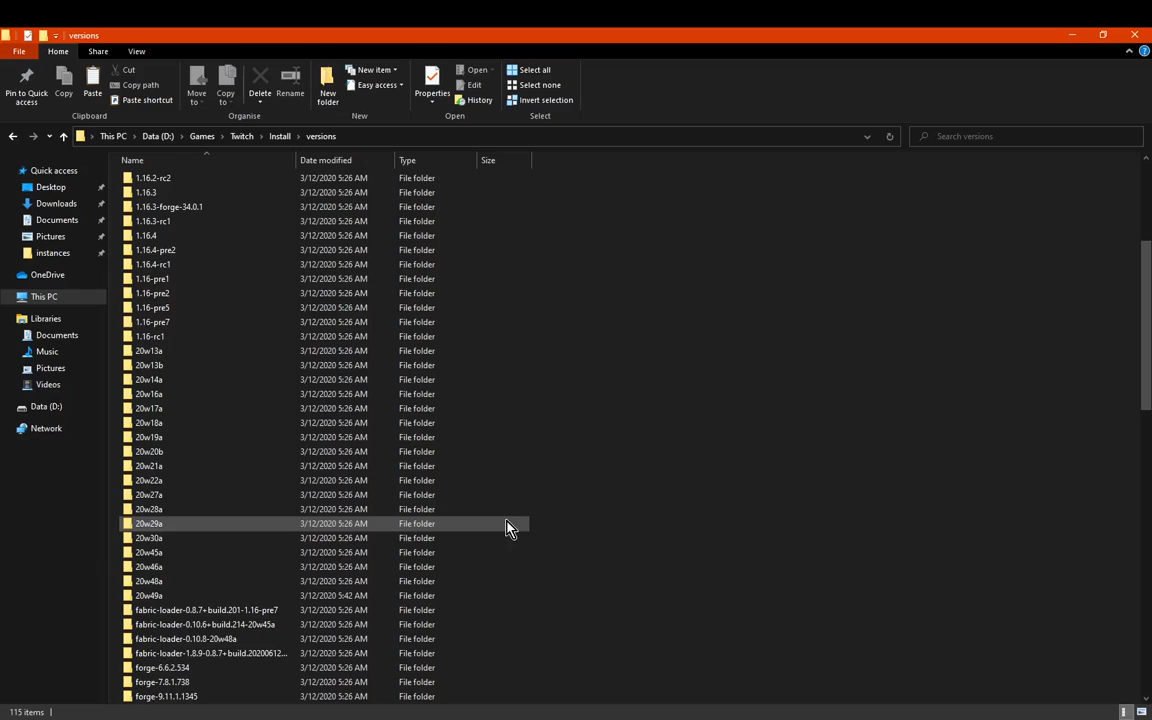 versions
File Home Share View
Pin to Quick access
Copy
Paste
Cut
Copy path
Paste shortcut
Clipboard
Move to
Copy to
Delete
Rename
Organise
New folder
New item
Easy access
New
Properties
Open
Edit
History
Open
Select all
Select none
Invert selection
Select
This PC > Data (D:) > Games > Twitch > Install > versions
Search versions
Quick access
Desktop
Downloads
Documents
Pictures
instances
OneDrive
This PC
Libraries
Documents
Music
Pictures
Videos
Data (D:)
Network
Name Date modified Type Size
1.16.2-rc2 3/12/2020 5:26 AM File folder
1.16.3 3/12/2020 5:26 AM File folder
1.16.3-forge-34.0.1 3/12/2020 5:26 AM File folder
1.16.3-rc1 3/12/2020 5:26 AM File folder
1.16.4 3/12/2020 5:26 AM File folder
1.16.4-pre2 3/12/2020 5:26 AM File folder
1.16.4-rc1 3/12/2020 5:26 AM File folder
1.16-pre1 3/12/2020 5:26 AM File folder
1.16-pre2 3/12/2020 5:26 AM File folder
1.16-pre5 3/12/2020 5:26 AM File folder
1.16-pre7 3/12/2020 5:26 AM File folder
1.16-rc1 3/12/2020 5:26 AM File folder
20w13a 3/12/2020 5:26 AM File folder
20w13b 3/12/2020 5:26 AM File folder
20w14a 3/12/2020 5:26 AM File folder
20w16a 3/12/2020 5:26 AM File folder
20w17a 3/12/2020 5:26 AM File folder
20w18a 3/12/2020 5:26 AM File folder
20w19a 3/12/2020 5:26 AM File folder
20w20b 3/12/2020 5:26 AM File folder
20w21a 3/12/2020 5:26 AM File folder
20w22a 3/12/2020 5:26 AM File folder
20w27a 3/12/2020 5:26 AM File folder
20w28a 3/12/2020 5:26 AM File folder
20w29a 3/12/2020 5:26 AM File folder
20w30a 3/12/2020 5:26 AM File folder
20w45a 3/12/2020 5:26 AM File folder
20w46a 3/12/2020 5:26 AM File folder
20w48a 3/12/2020 5:26 AM File folder
20w49a 3/12/2020 5:42 AM File folder
fabric-loader-0.8.7+build.201-1.16-pre7 3/12/2020 5:26 AM File folder
fabric-loader-0.10.6+build.214-20w45a 3/12/2020 5:26 AM File folder
fabric-loader-0.10.8-20w48a 3/12/2020 5:26 AM File folder
fabric-loader-1.8.9-0.8.7+build.20200612... 3/12/2020 5:26 AM File folder
forge-6.6.2.534 3/12/2020 5:26 AM File folder
forge-7.8.1.738 3/12/2020 5:26 AM File folder
forge-9.11.1.1345 3/12/2020 5:26 AM File folder
115 items